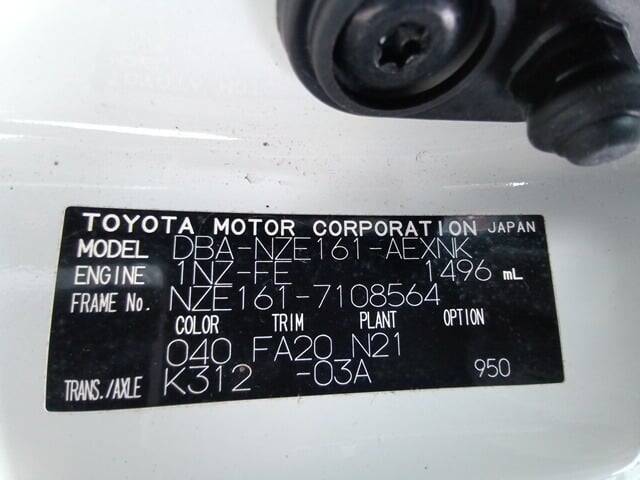 TOYOTA MOTOR CORPORATION JAPAN
MODEL DBA-NZE161-AEXNK
ENGINE 1NZ-FE 1496 mL
FRAME No. NZE161-7108564
COLOR TRIM PLANT OPTION
040 FA20 N21
TRANS./AXLE K312 -03A 950